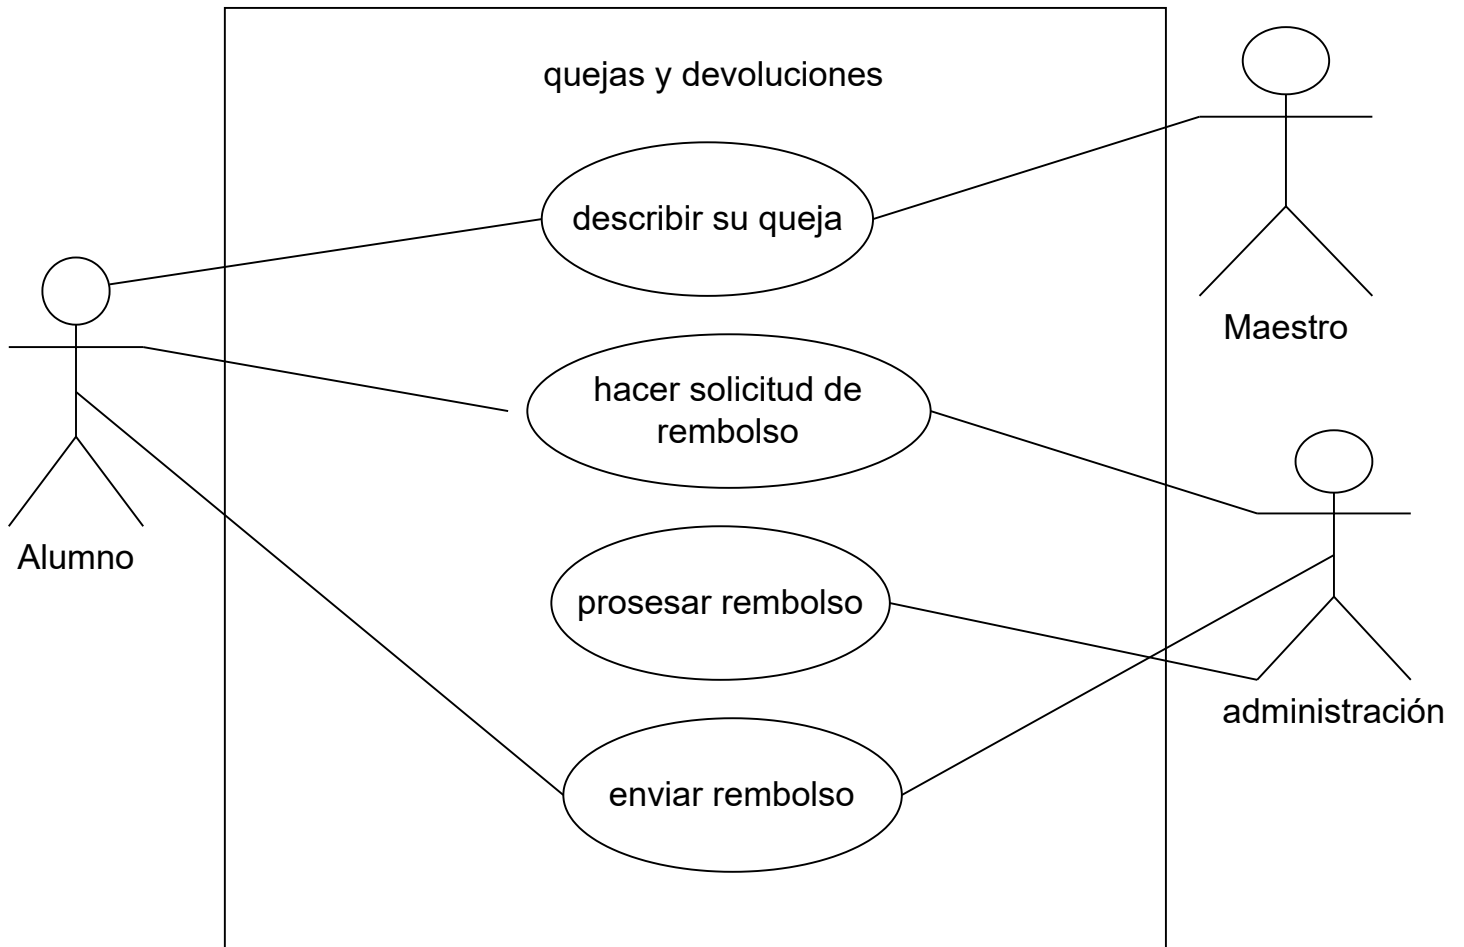 quejas y devoluciones
describir su queja
Maestro
hacer solicitud de
rembolso
Alumno
prosesar rembolso
administración
enviar rembolso